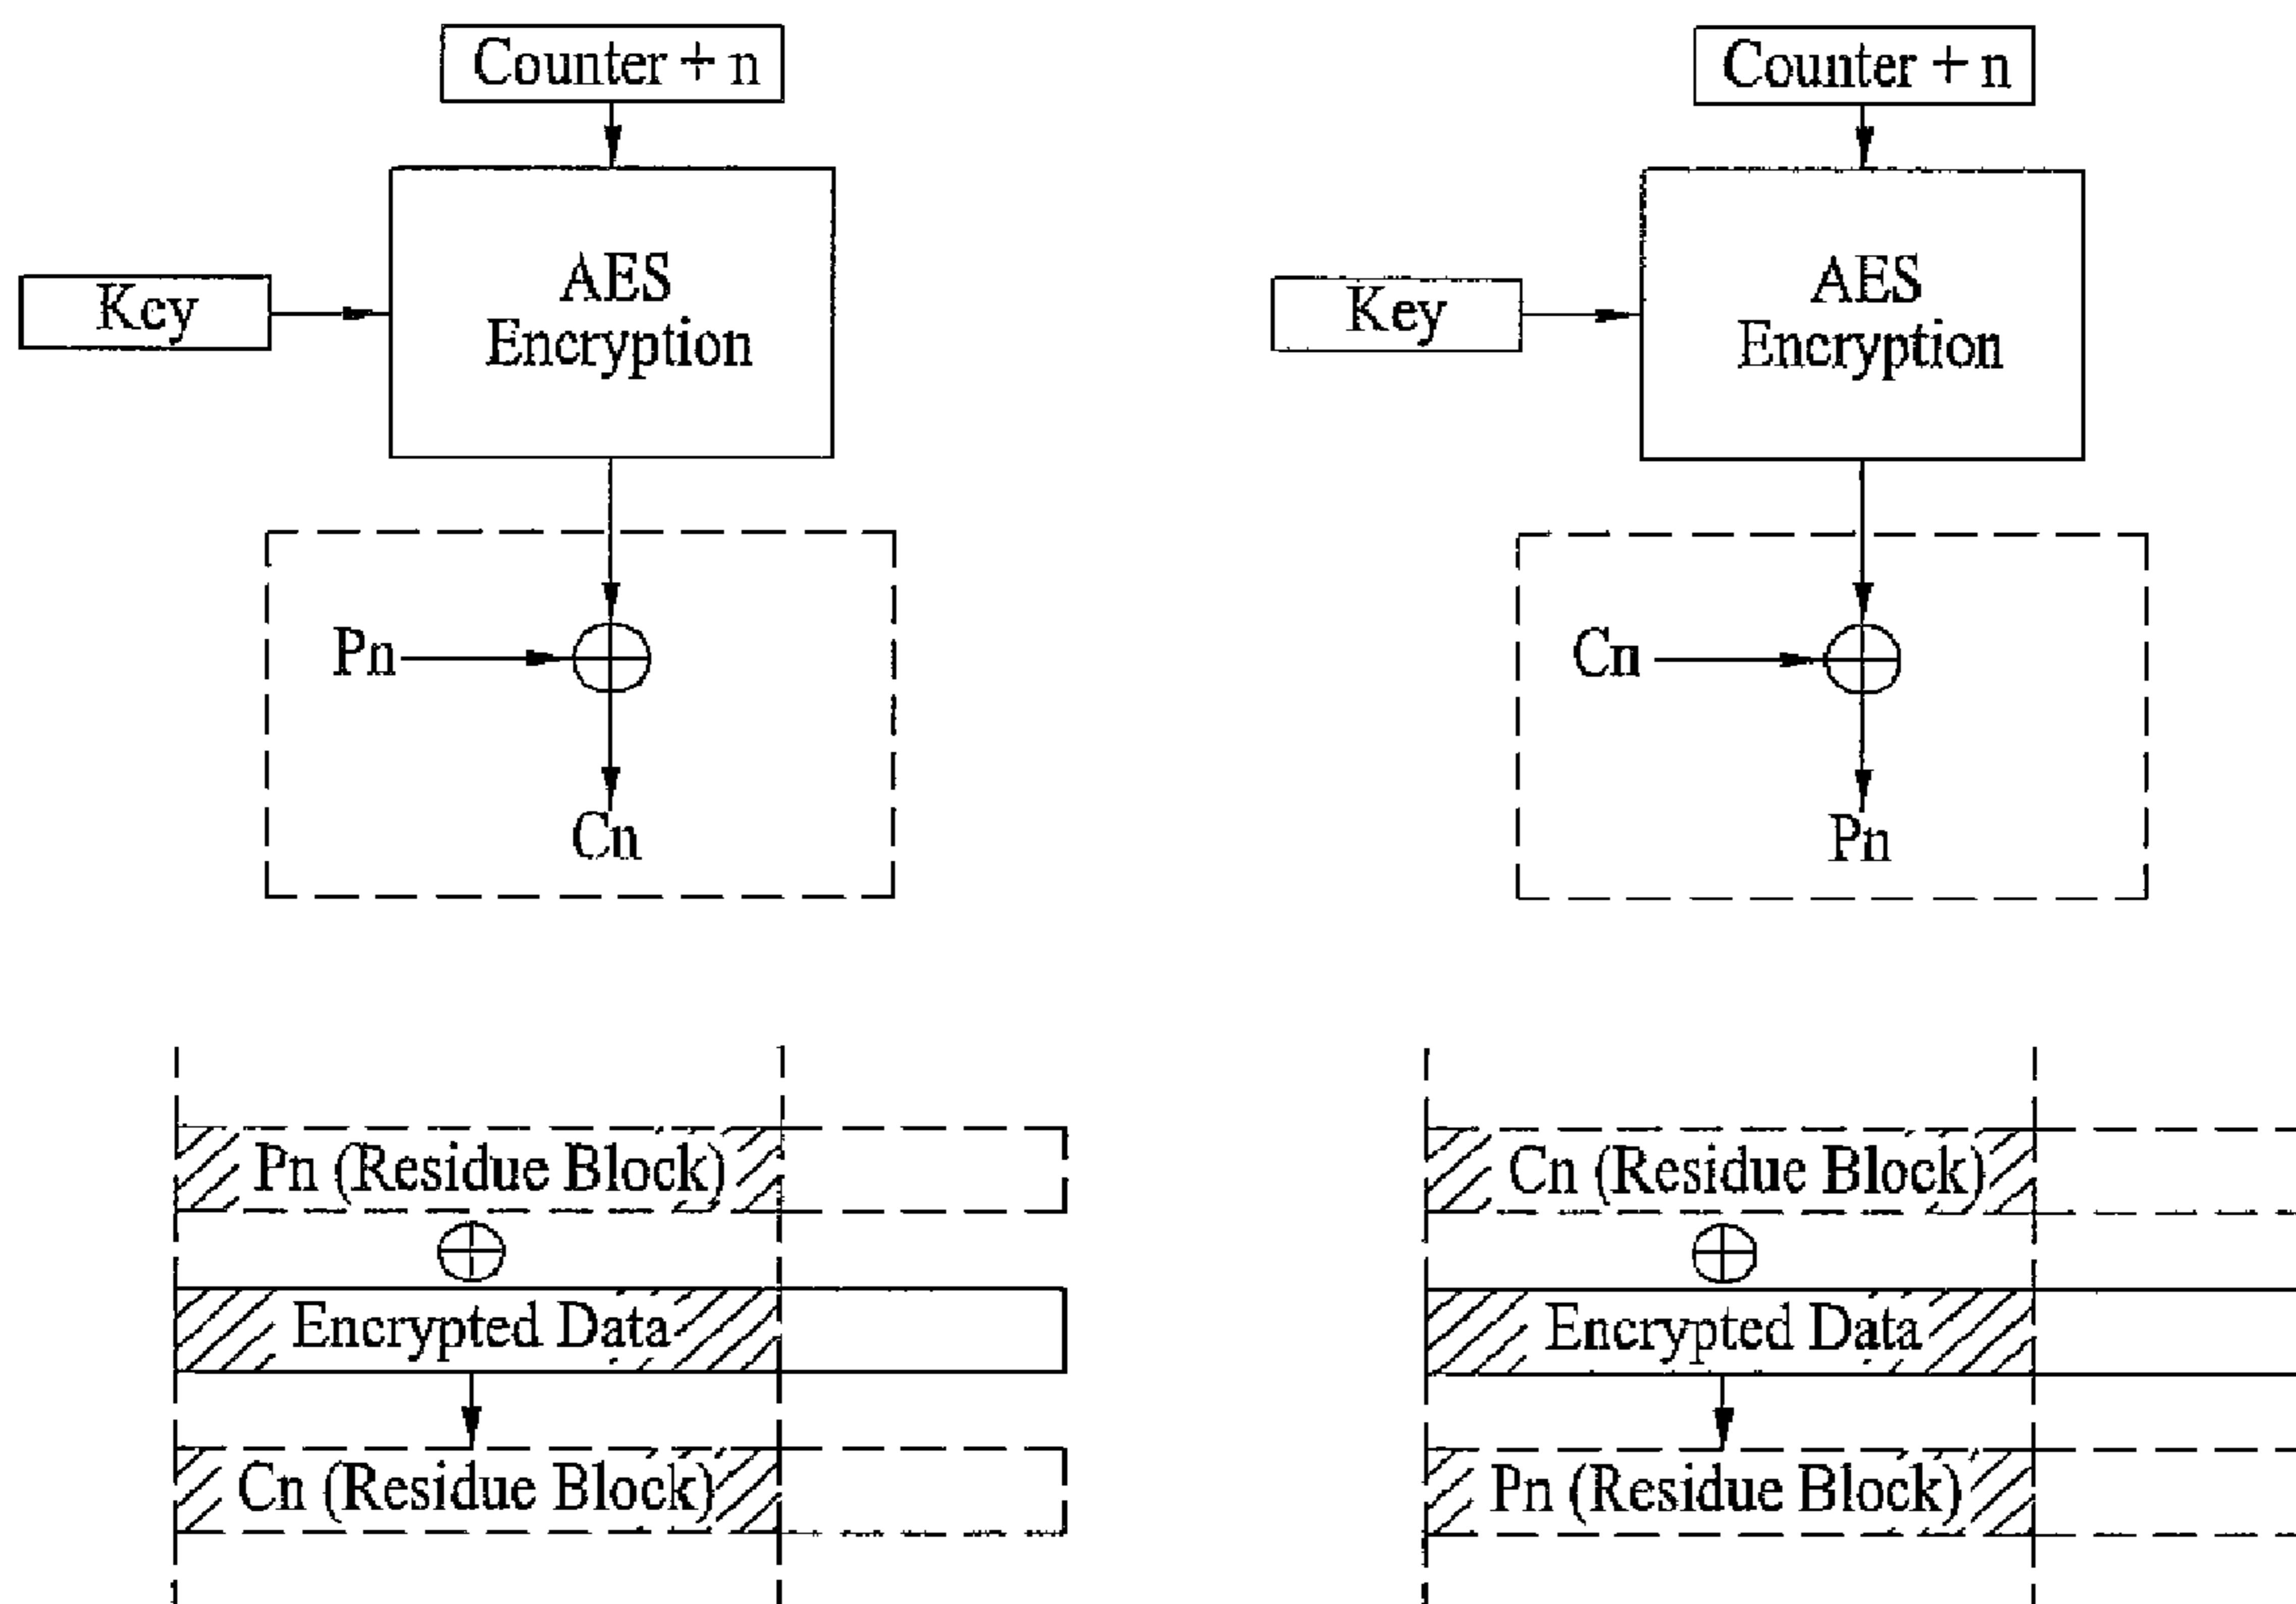 Counter + n
Key
AES
Encryption
Pn
Cn
Pn (Residue Block)
Encrypted Data
Cn (Residue Block)
Counter + n
Key
AES
Encryption
Cn
Pn
Cn (Residue Block)
Encrypted Data
Pn (Residue Block)